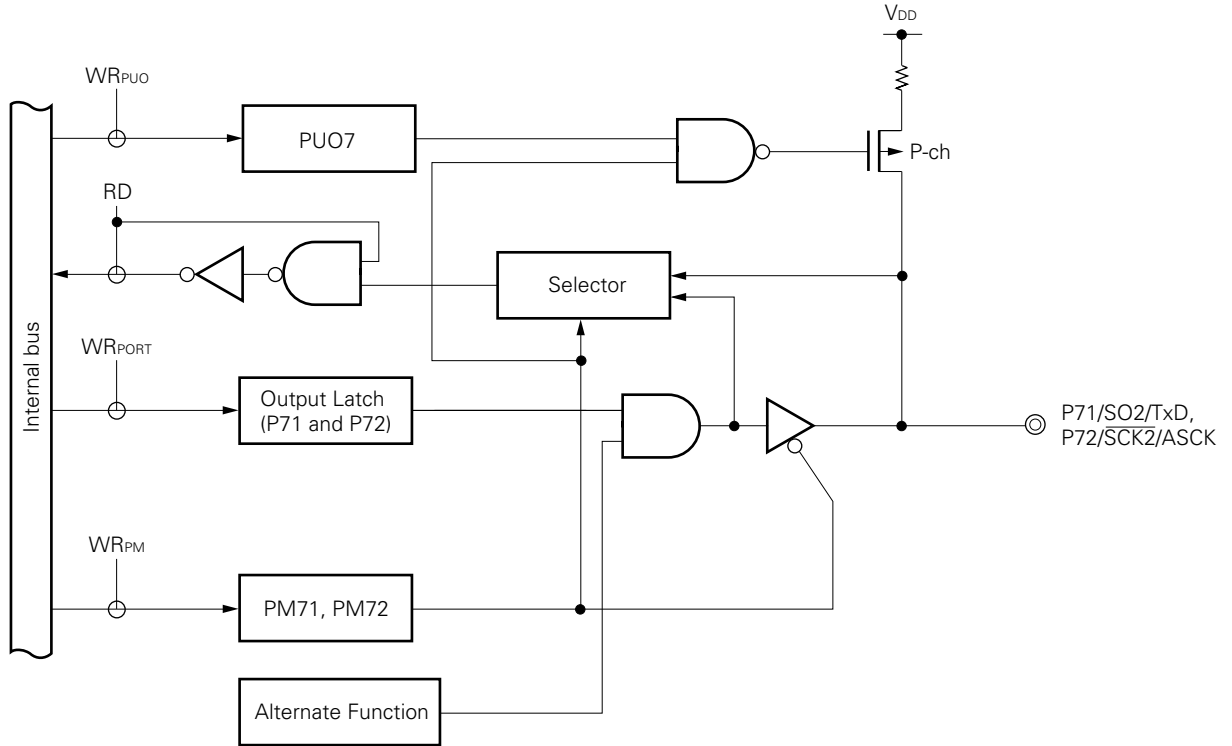 VDD
WRPUO
PUO7
P-ch
RD
Selector
Internal bus
WRPORT
Output Latch
(P71 and P72)
P71/SO2/TxD,
P72/SCK2/ASCK
WRPM
PM71, PM72
Alternate Function